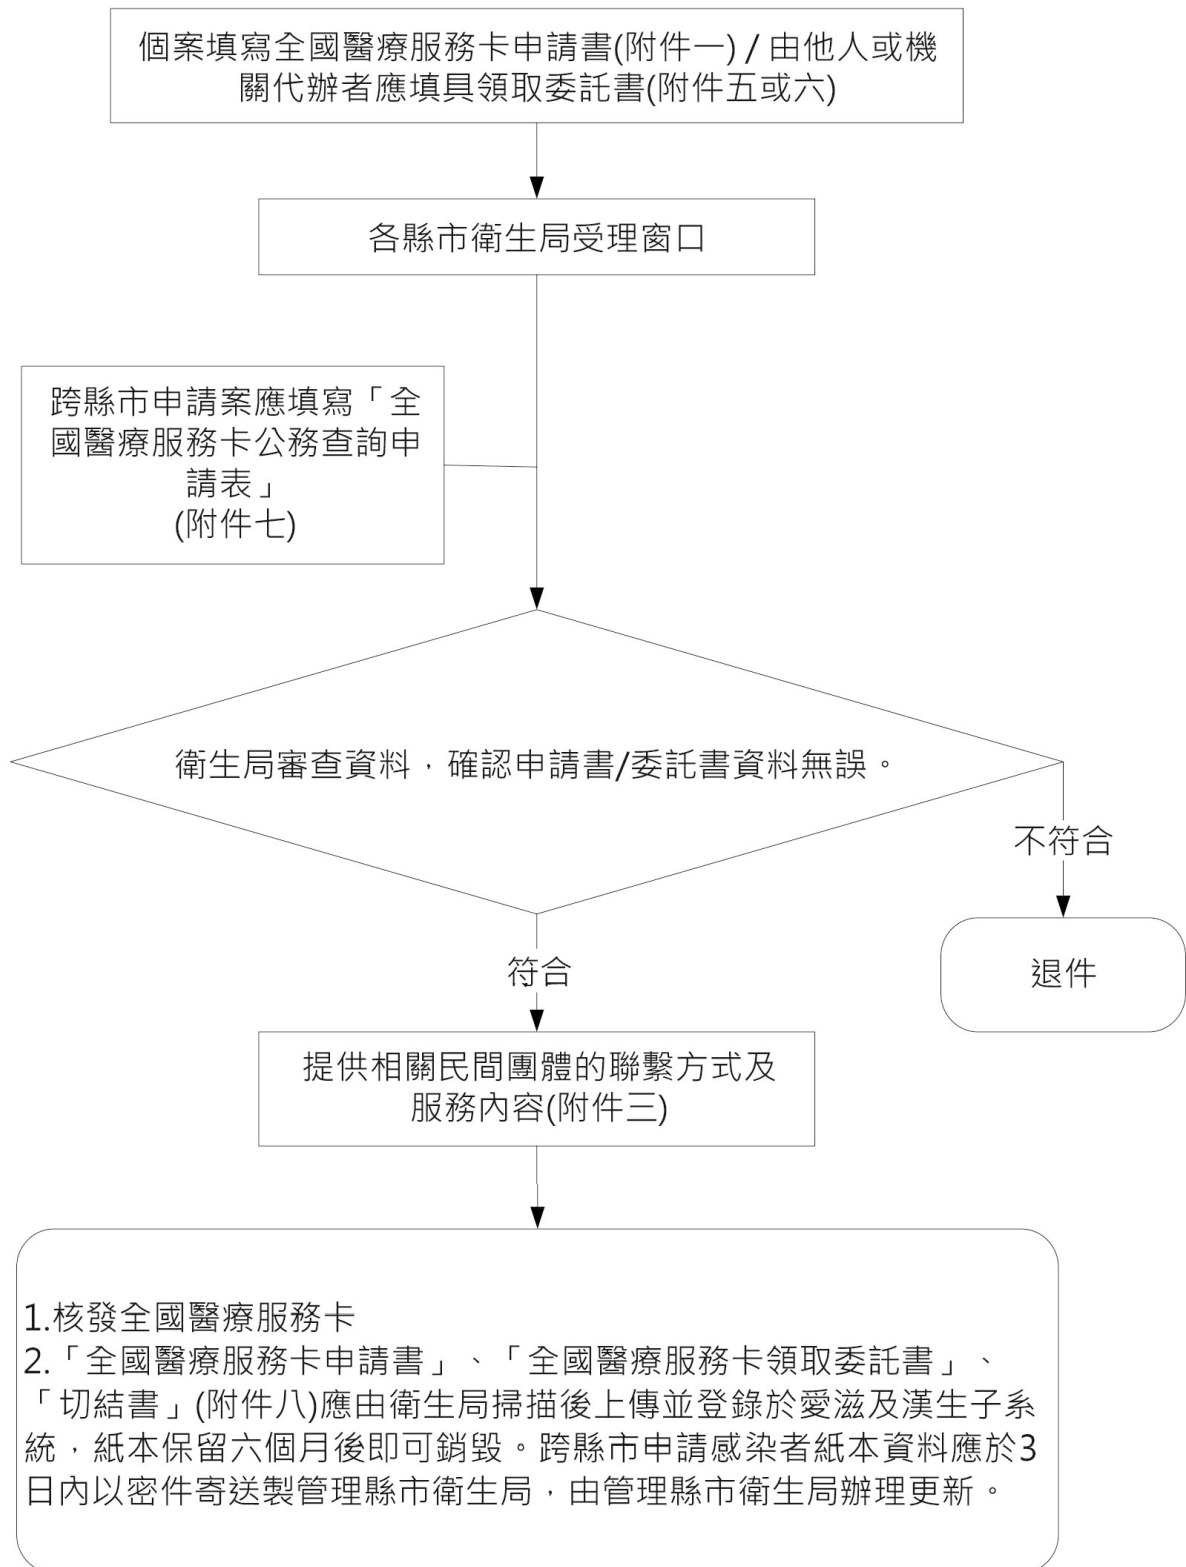 個案填寫全國醫療服務卡申請書(附件一) / 由他人或機
關代辦者應填具領取委託書(附件五或六)
各縣市衛生局受理窗口
跨縣市申請案應填寫「全
國醫療服務卡公務查詢申
請表」
(附件七)
衛生局審查資料，確認申請書/委託書資料無誤。
不符合
退件
符合
提供相關民間團體的聯繫方式及
服務內容(附件三)
1.核發全國醫療服務卡
2.「全國醫療服務卡申請書」、「全國醫療服務卡領取委託書」、
「切結書」(附件八)應由衛生局掃描後上傳並登錄於愛滋及漢生子系
統，紙本保留六個月後即可銷毀。跨縣市申請感染者紙本資料應於3
日內以密件寄送製管理縣市衛生局，由管理縣市衛生局辦理更新。